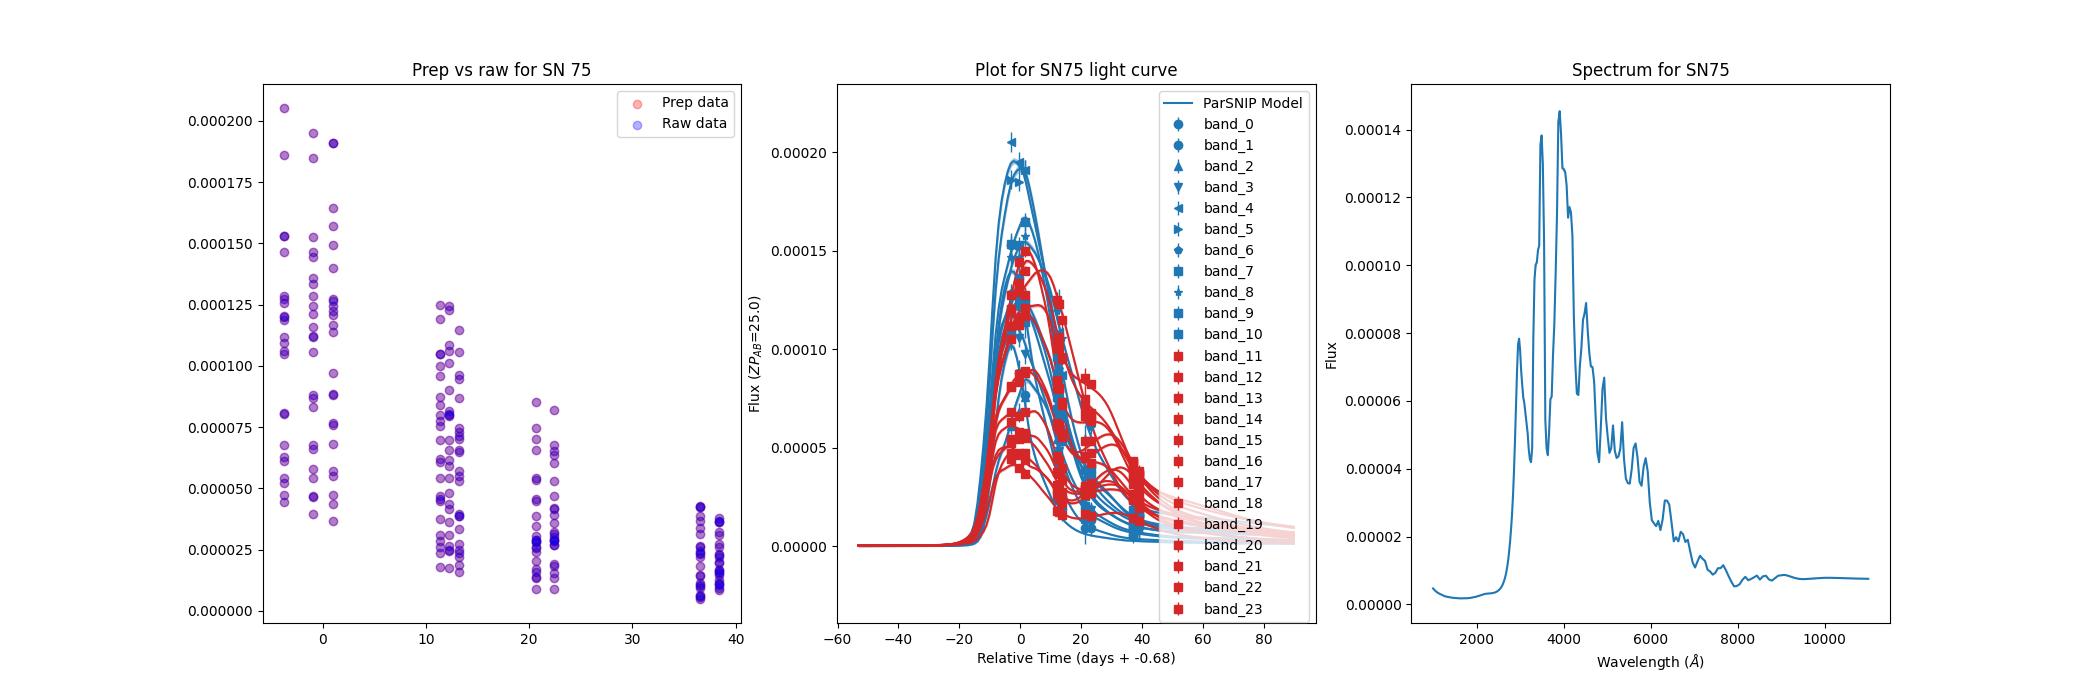 Prep vs raw for SN 75
Prep data
Raw data
0.000200
0.000175
0.000150
0.000125
0.000100
0.000075
0.000050
0.000025
0.000000
0
10
20
30
40
Plot for SN75 light curve
ParSNIP Model
band_0
band_1
band_2
band_3
band_4
band_5
band_6
band_7
band_8
band_9
band_10
band_11
band_12
band_13
band_14
band_15
band_16
band_17
band_18
band_19
band_20
band_21
band_22
band_23
Flux (ZP_AB=25.0)
0.00020
0.00015
0.00010
0.00005
0.00000
−60
−40
−20
0
20
40
60
80
Relative Time (days + -0.68)
Spectrum for SN75
Flux
0.00014
0.00012
0.00010
0.00008
0.00006
0.00004
0.00002
0.00000
2000
4000
6000
8000
10000
Wavelength (Å)